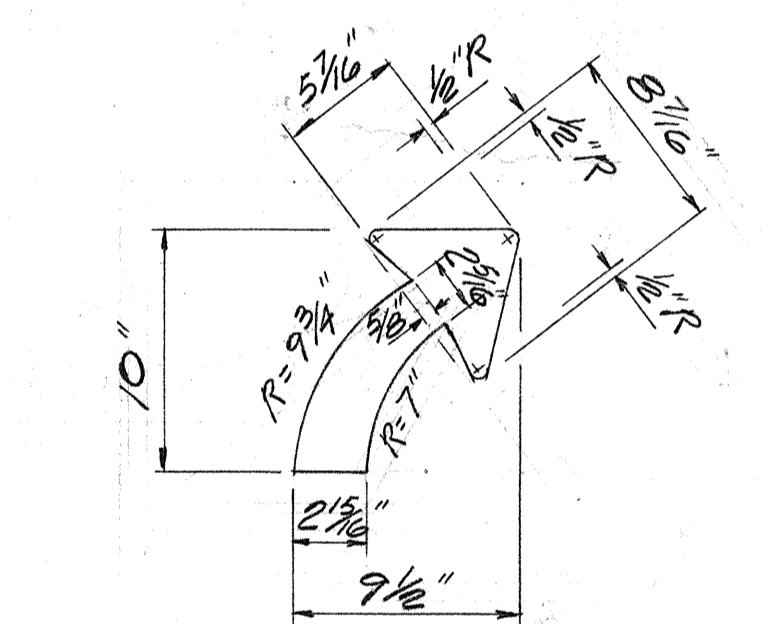 5 7/16"
1/2"R
1/2"R
8 7/16"
2 5/16"
5/8"
1/2"R
R=9 3/4"
10"
R=7"
2 15/16"
9 1/2"